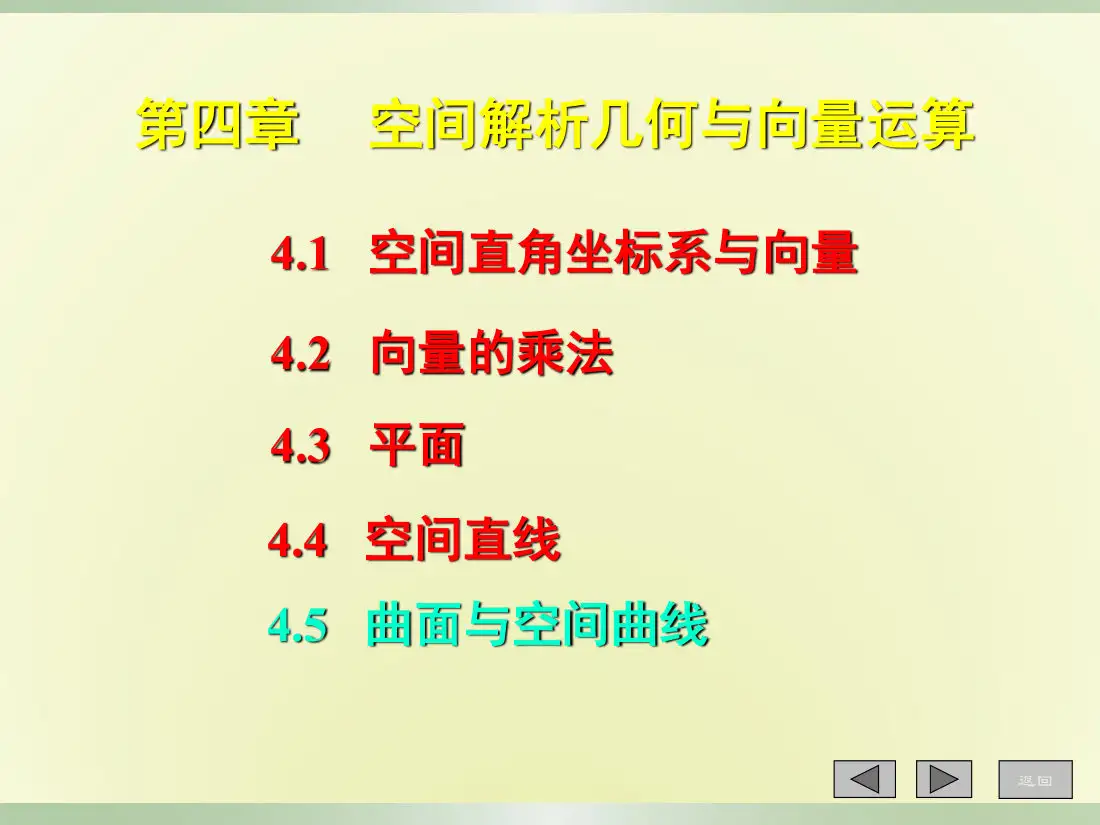 第四章 空间解析几何与向量运算
4.1 空间直角坐标系与向量
4.2 向量的乘法
4.3 平面
4.4 空间直线
4.5 曲面与空间曲线
返回